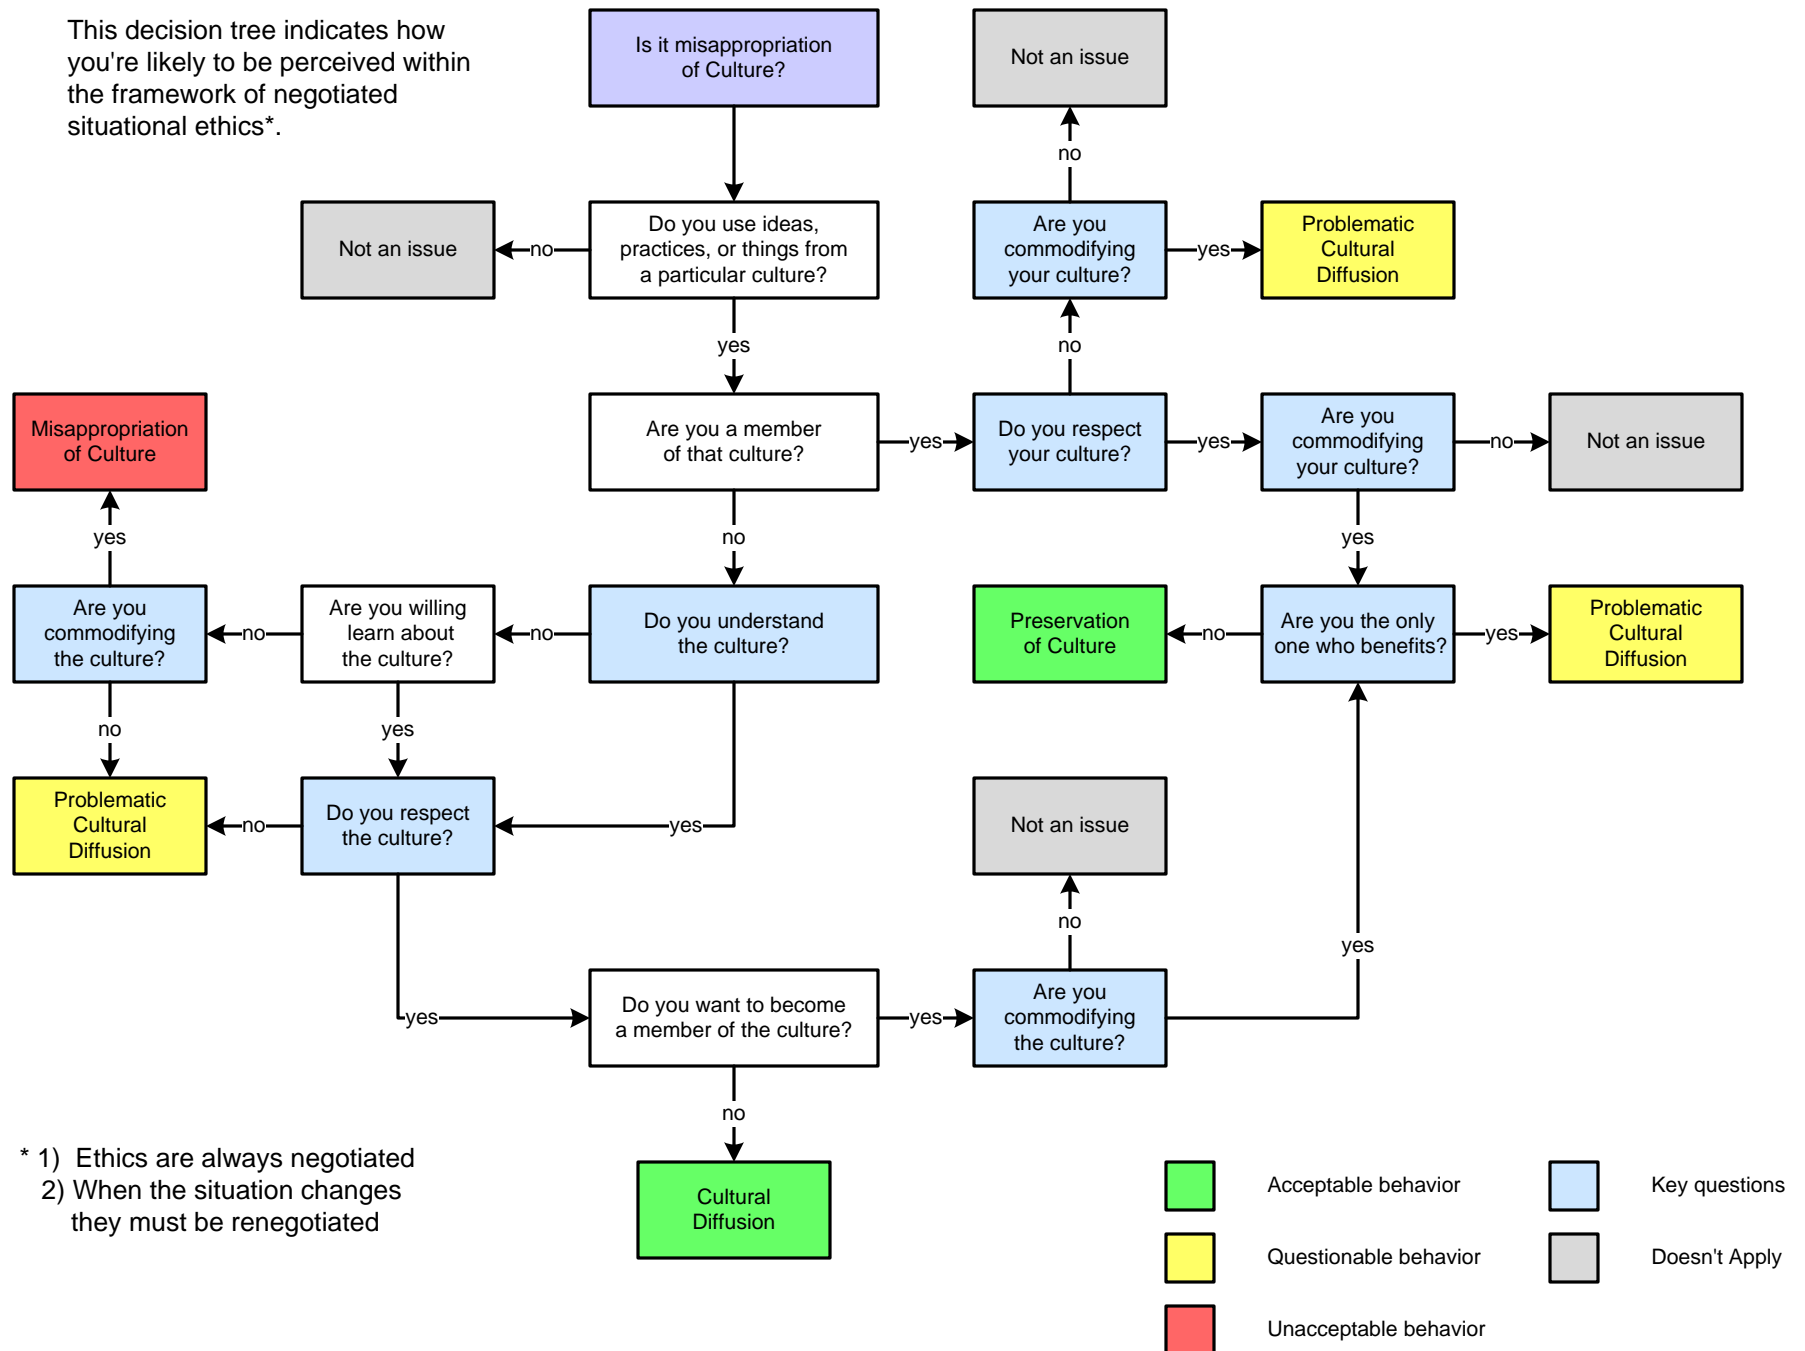 This decision tree indicates how
you're likely to be perceived within
the framework of negotiated
situational ethics*.
Is it misappropriation
of Culture?
Not an issue
no
Not an issue
no
Do you use ideas,
practices, or things from
a particular culture?
Are you
commodifying
your culture?
yes
Problematic
Cultural
Diffusion
yes
no
Misappropriation
of Culture
Are you a member
of that culture?
yes
Do you respect
your culture?
yes
Are you
commodifying
your culture?
no
Not an issue
yes
no
yes
Are you
commodifying
the culture?
no
Are you willing
learn about
the culture?
no
Do you understand
the culture?
Preservation
of Culture
no
Are you the only
one who benefits?
yes
Problematic
Cultural
Diffusion
no
yes
Problematic
Cultural
Diffusion
no
Do you respect
the culture?
yes
Not an issue
no
yes
yes
Do you want to become
a member of the culture?
yes
Are you
commodifying
the culture?
no
* 1) Ethics are always negotiated
2) When the situation changes
they must be renegotiated
Cultural
Diffusion
Acceptable behavior
Key questions
Questionable behavior
Doesn't Apply
Unacceptable behavior